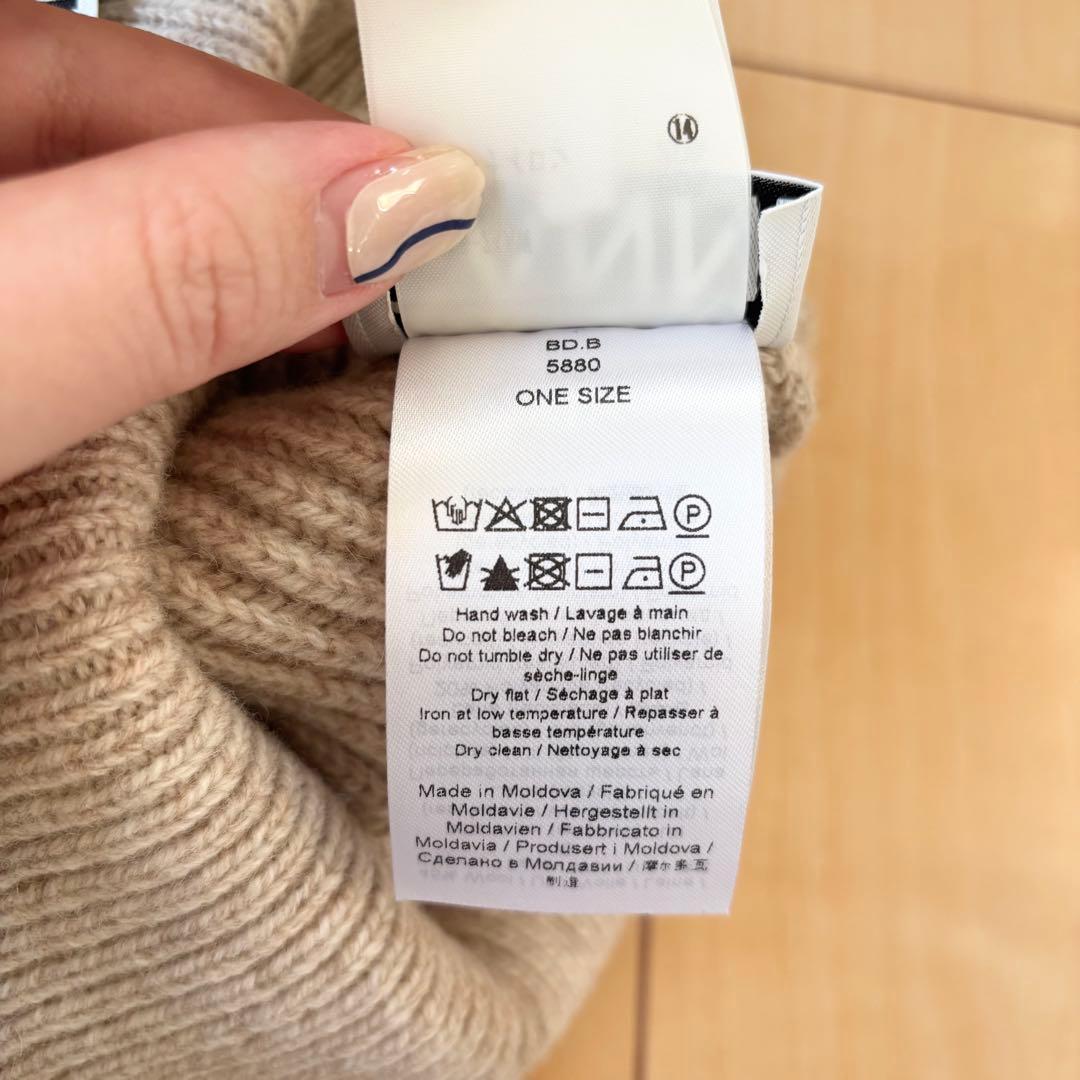 14
BD.B
5880
ONE SIZE
P
P
Hand wash / Lavage à main
Do not bleach / Ne pas blanchir
Do not tumble dry / Ne pas utiliser de
sèche-linge
Dry flat / Séchage à plat
Iron at low temperature / Repasser à
basse température
Dry clean / Nettoyage à sec
Made in Moldova / Fabriqué en
Moldavie / Hergestellt in
Moldavien / Fabbricato in
Moldavia / Produsert i Moldova /
Сделано в Молдавии / 摩尔多瓦
制造